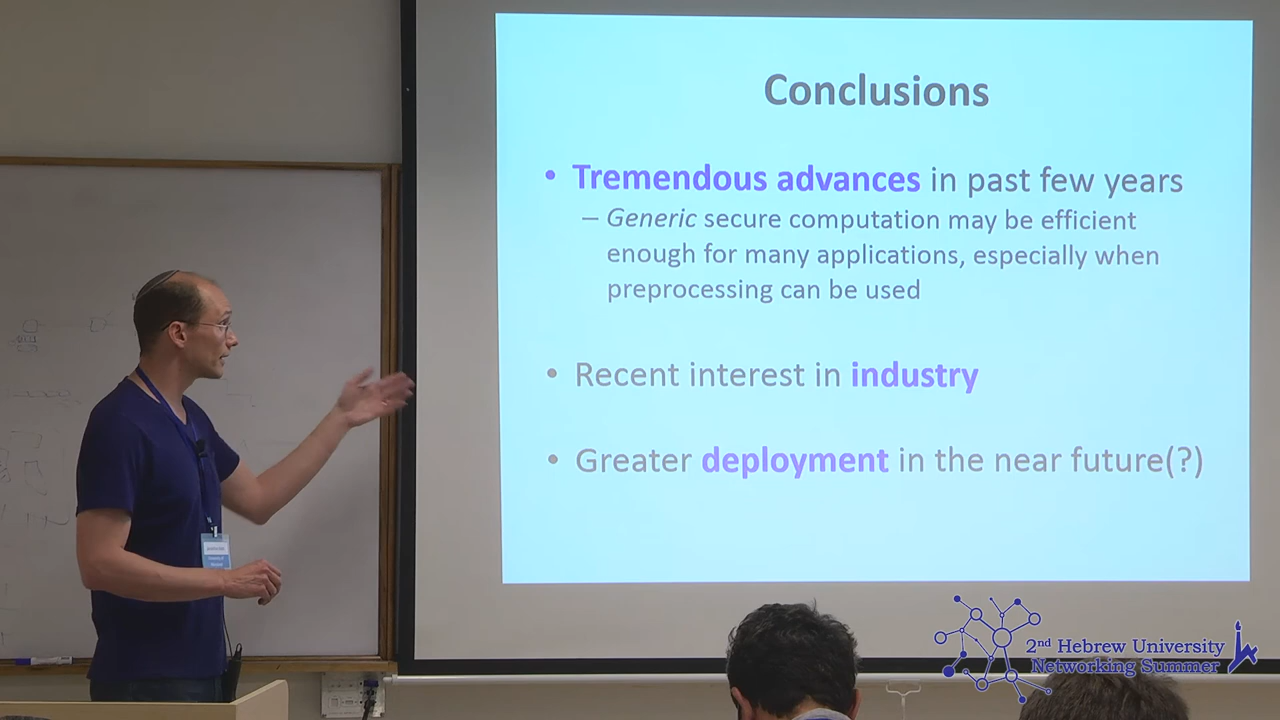 Conclusions
• Tremendous advances in past few years
– Generic secure computation may be efficient
enough for many applications, especially when
preprocessing can be used
• Recent interest in industry
• Greater deployment in the near future(?)
2nd Hebrew University
Networking Summer